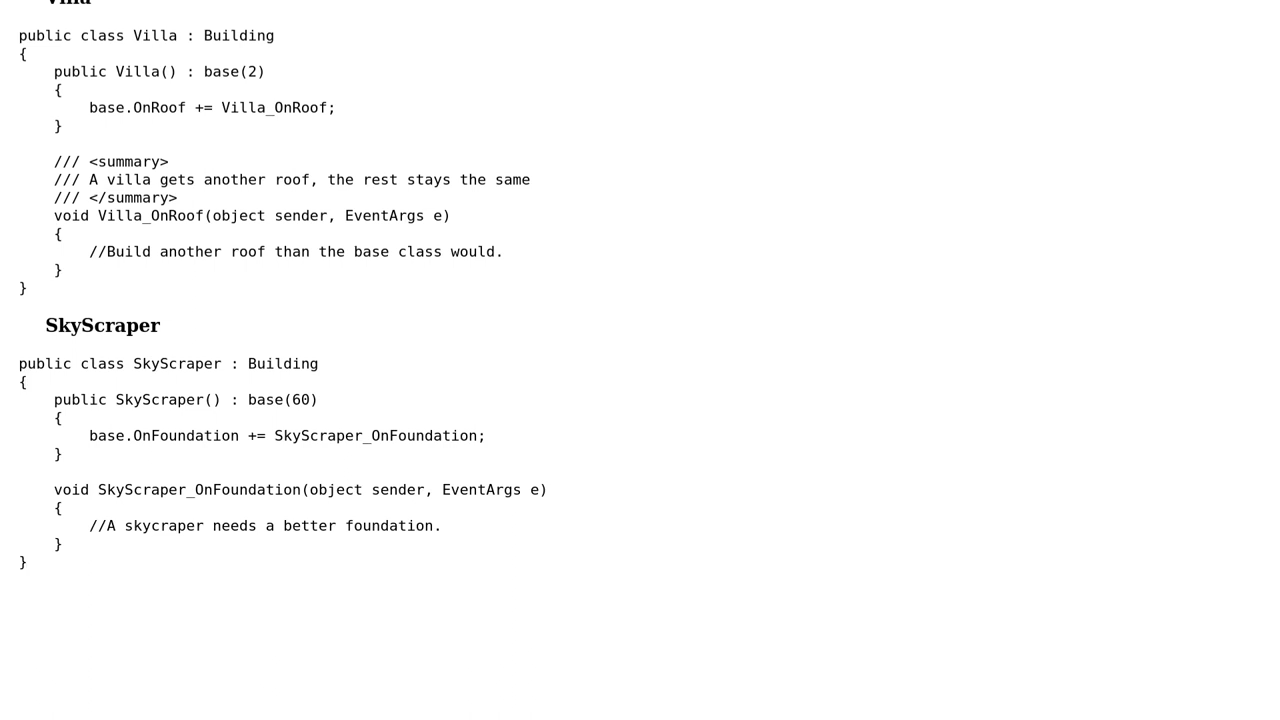 Villa
public class Villa : Building
{
    public Villa() : base(2)
    {
        base.OnRoof += Villa_OnRoof;
    }

    /// <summary>
    /// A villa gets another roof, the rest stays the same
    /// </summary>
    void Villa_OnRoof(object sender, EventArgs e)
    {
        //Build another roof than the base class would.
    }
}
SkyScraper
public class SkyScraper : Building
{
    public SkyScraper() : base(60)
    {
        base.OnFoundation += SkyScraper_OnFoundation;
    }

    void SkyScraper_OnFoundation(object sender, EventArgs e)
    {
        //A skycraper needs a better foundation.
    }
}